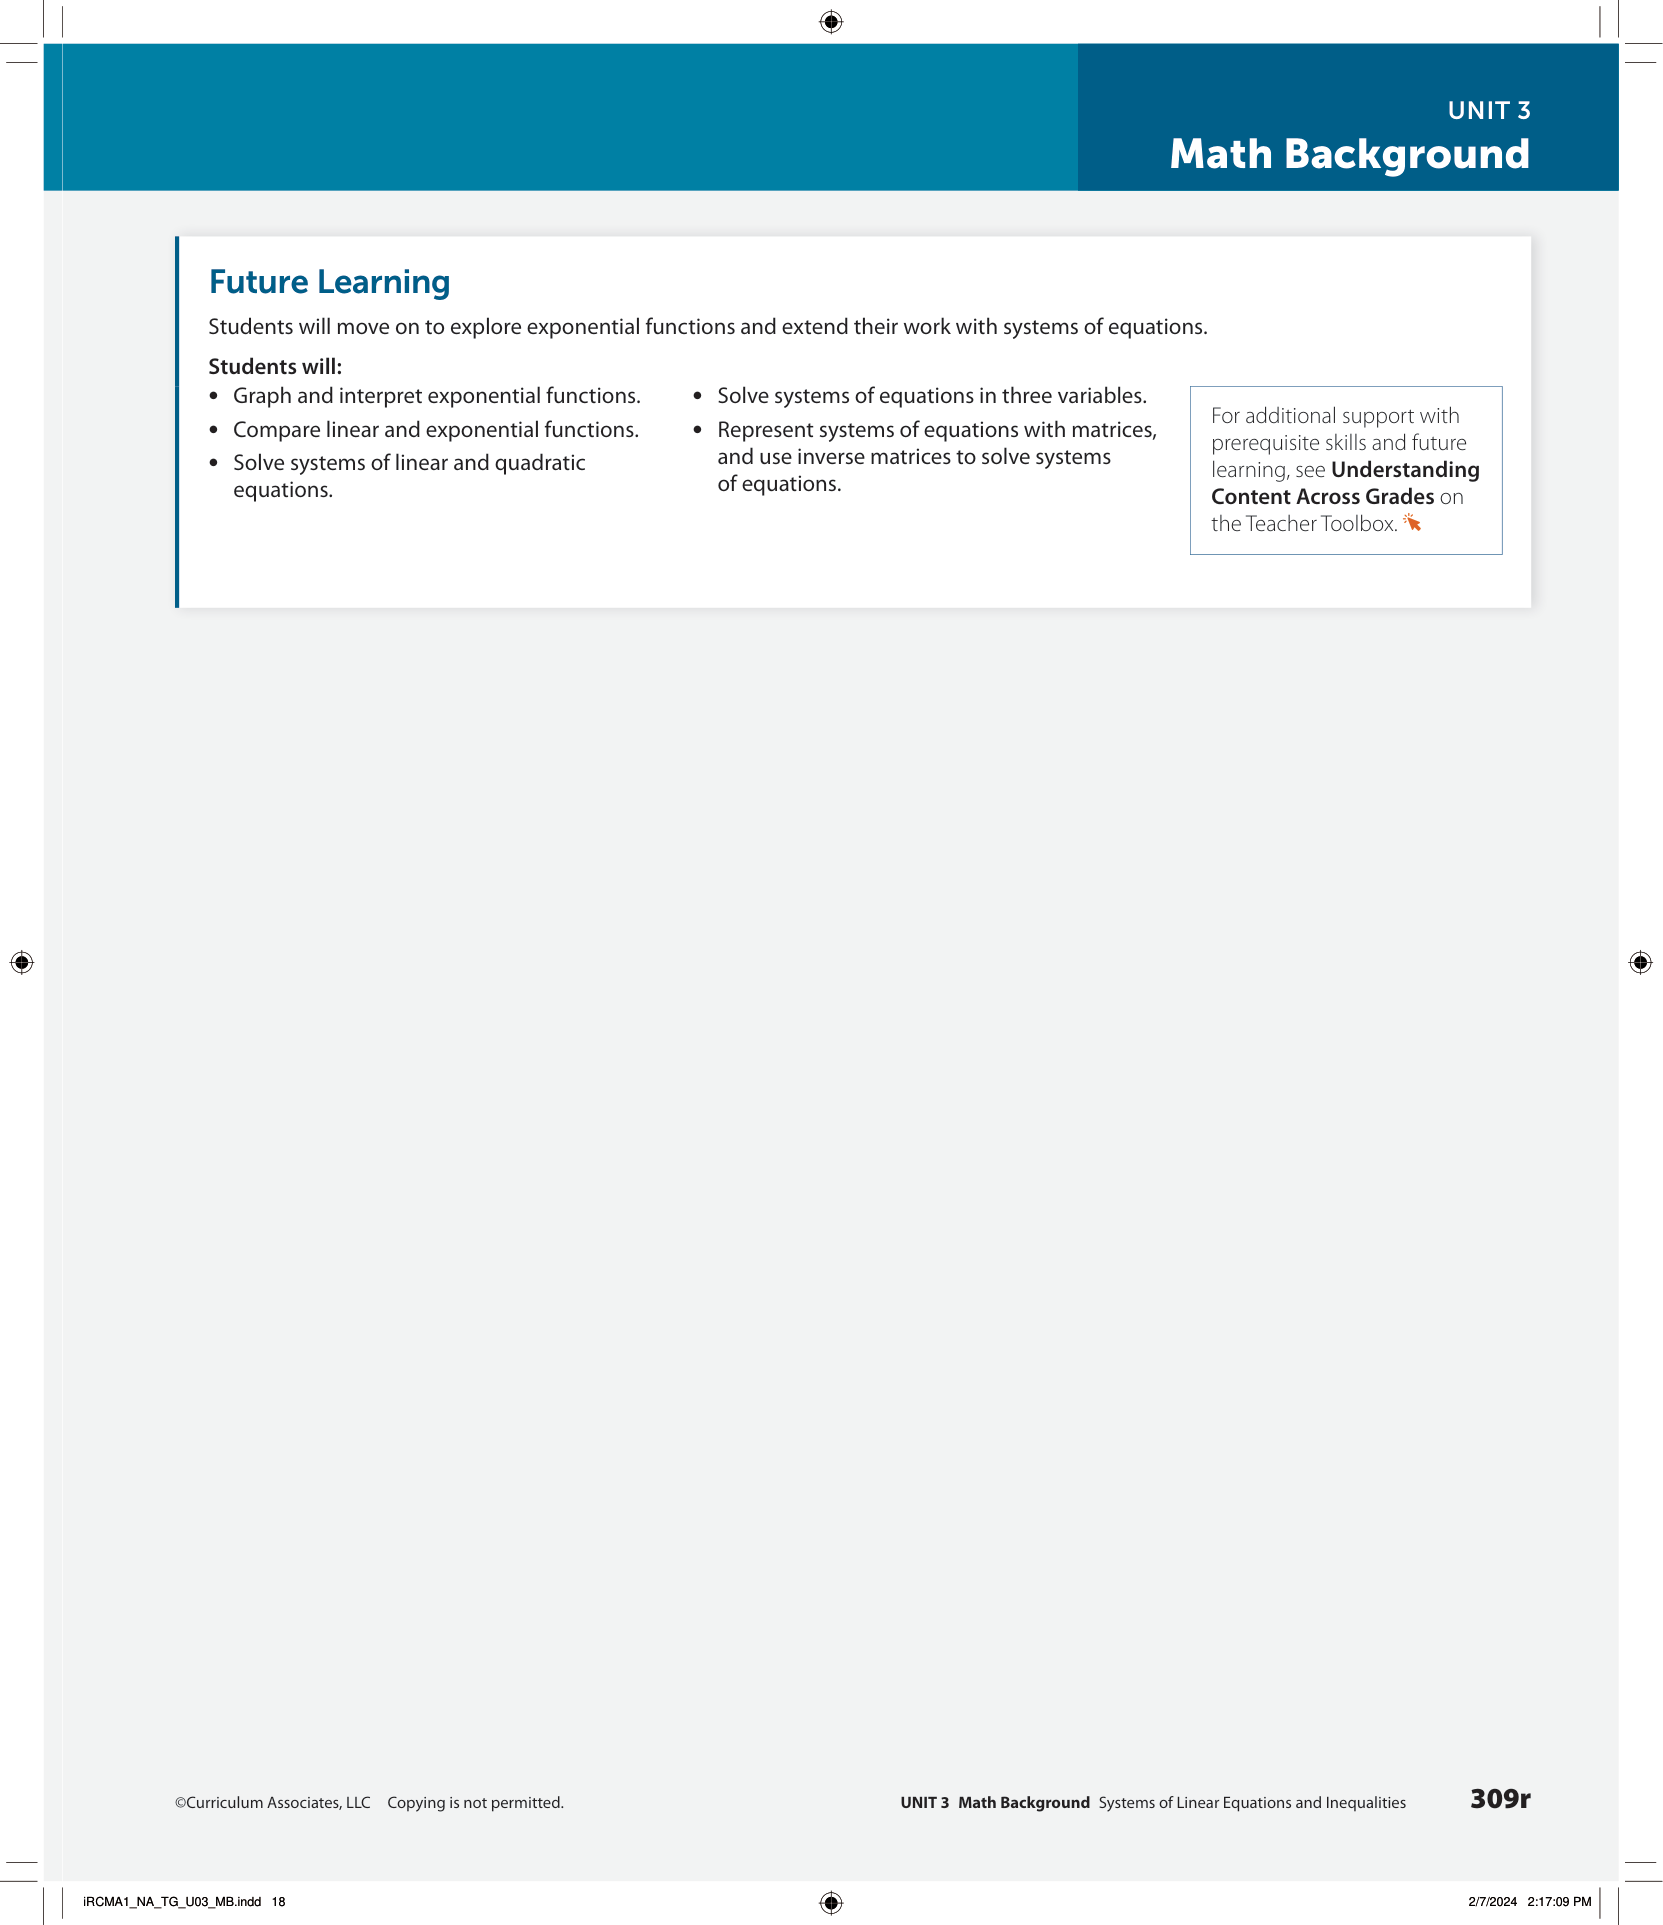 UNIT 3
Math Background
Future Learning
Students will move on to explore exponential functions and extend their work with systems of equations.
Students will:
• Graph and interpret exponential functions.
• Compare linear and exponential functions.
• Solve systems of linear and quadratic
equations.
• Solve systems of equations in three variables.
• Represent systems of equations with matrices,
and use inverse matrices to solve systems
of equations.
For additional support with
prerequisite skills and future
learning, see Understanding
Content Across Grades on
the Teacher Toolbox.
©Curriculum Associates, LLC Copying is not permitted.
UNIT 3 Math Background Systems of Linear Equations and Inequalities
309r
iRCMA1_NA_TG_U03_MB.indd 18
2/7/2024 2:17:09 PM